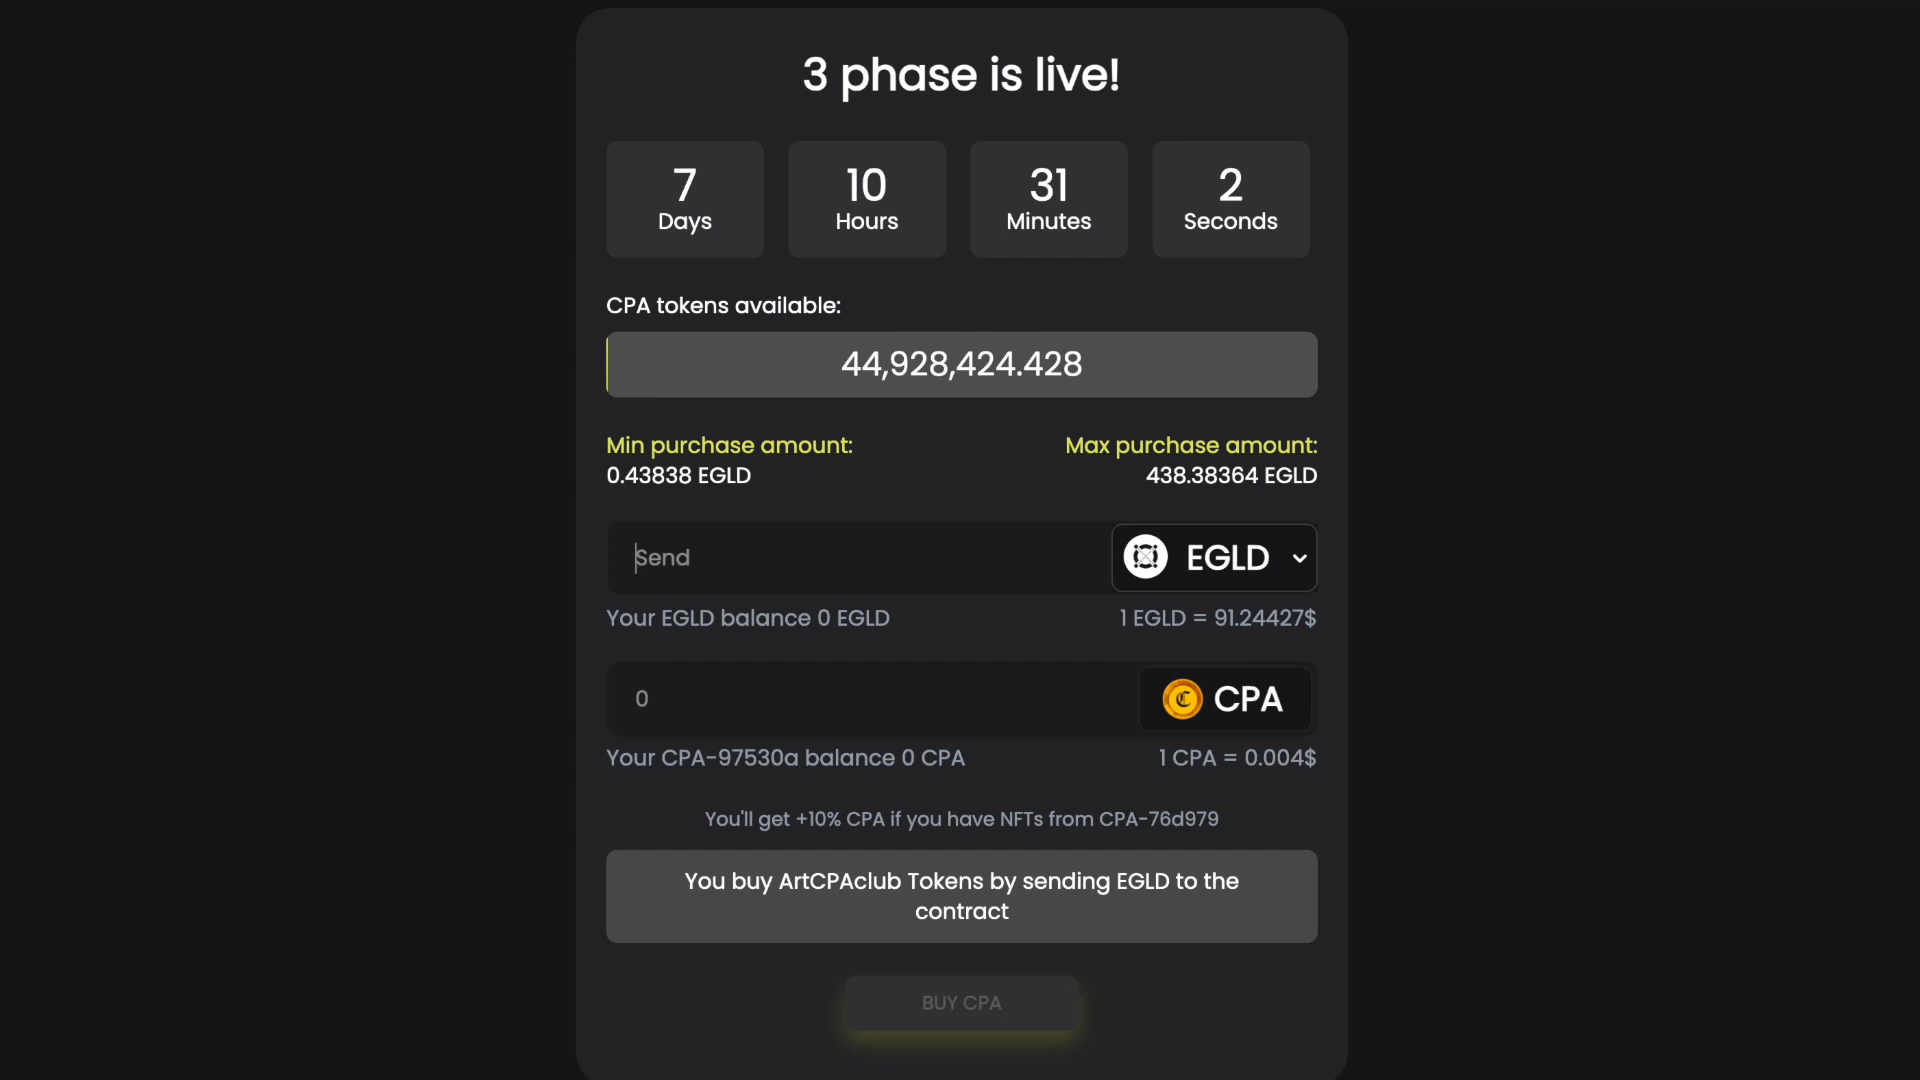 3 phase is live!
7 10 31 2
Days Hours Minutes Seconds
CPA tokens available:
44,928,424.428
Min purchase amount: Max purchase amount:
0.43838 EGLD 438.38364 EGLD
Send EGLD
Your EGLD balance 0 EGLD 1 EGLD = 91.24427$
0 CPA
Your CPA-97530a balance 0 CPA 1 CPA = 0.004$
You'll get +10% CPA if you have NFTs from CPA-76d979
You buy ArtCPAclub Tokens by sending EGLD to the
contract
BUY CPA